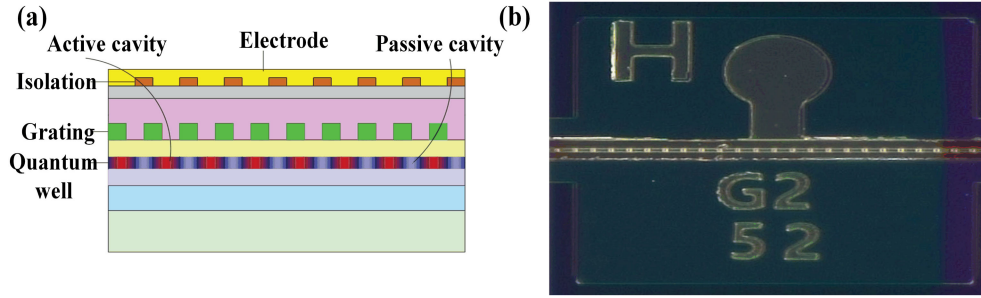 (a)
Active cavity
Electrode
Passive cavity
Isolation
Grating
Quantum
well
(b)
H
G2
52